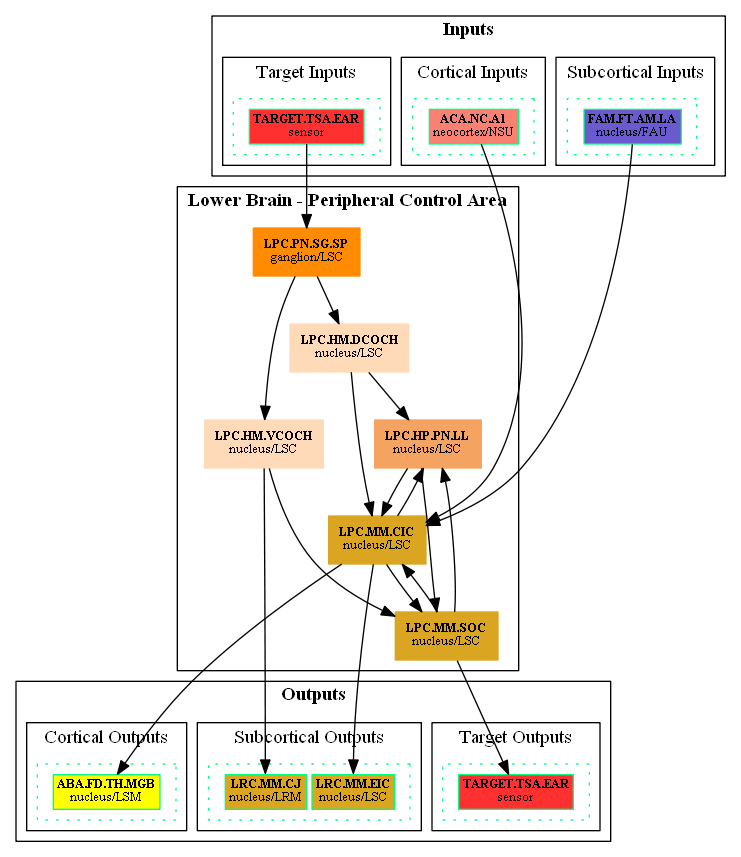 Inputs
Target Inputs
Cortical Inputs
Subcortical Inputs
TARGET.TSA.EAR
sensor
ACA.NC.A1
neocortex/NSU
FAM.FT.AM.LA
nucleus/FAU
Lower Brain - Peripheral Control Area
LPC.PN.SG.SP
ganglion/LSC
LPC.HM.DCOCH
nucleus/LSC
LPC.HM.VCOCH
nucleus/LSC
LPC.HP.PN.LL
nucleus/LSC
LPC.MM.CIC
nucleus/LSC
LPC.MM.SOC
nucleus/LSC
Outputs
Cortical Outputs
Subcortical Outputs
Target Outputs
ABA.FD.TH.MGB
nucleus/LSM
LRC.MM.CJ
nucleus/LRM
LRC.MM.EIC
nucleus/LSC
TARGET.TSA.EAR
sensor